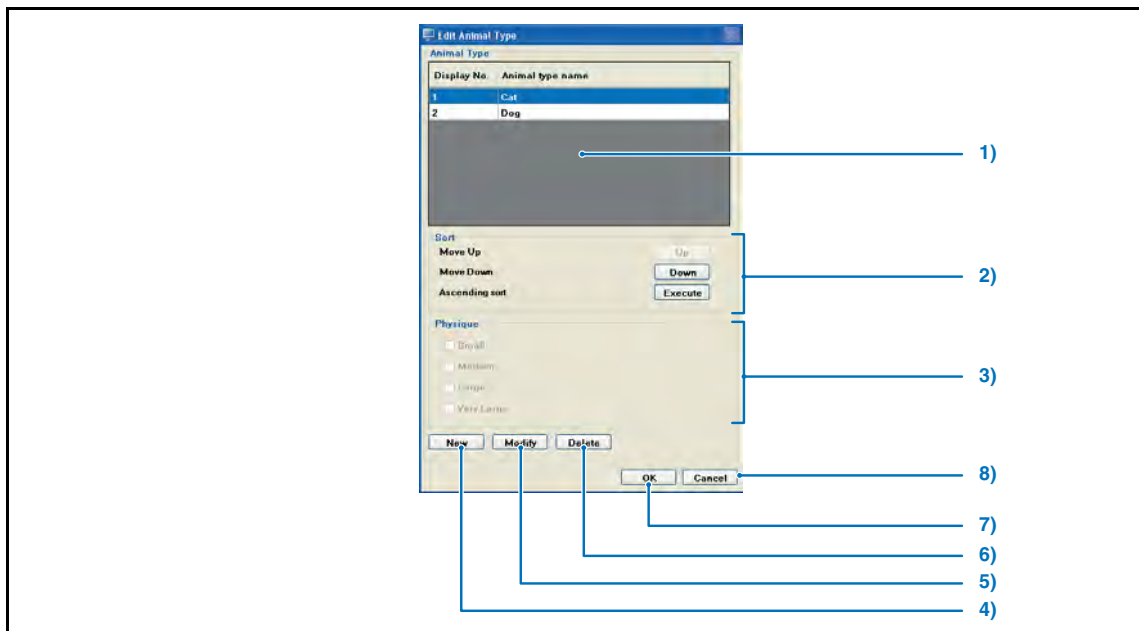 Edit Animal Type
Animal Type
Display No. Animal type name
1 Cat
2 Dog
1)
Sort
Move Up Up
Move Down Down
Ascending sort Execute
2)
Physique
Small
Medium
Large
Very Large
3)
New Modify Delete
OK Cancel
8)
7)
6)
5)
4)